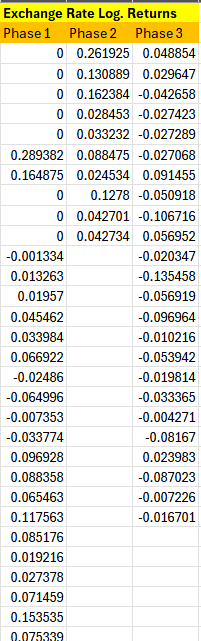 Exchange Rate Log. Returns
Phase 1 Phase 2 Phase 3
0 0.261925 0.048854
0 0.130889 0.029647
0 0.162384 -0.042658
0 0.028453 -0.027423
0 0.033232 -0.027289
0.289382 0.088475 -0.027068
0.164875 0.024534 0.091455
0 0.1278 -0.050918
0 0.042701 -0.106716
0 0.042734 0.056952
-0.001334 -0.020347
0.013263 -0.135458
0.01957 -0.056919
0.045462 -0.096964
0.033984 -0.010216
0.066922 -0.053942
-0.02486 -0.019814
-0.064996 -0.033365
-0.007353 -0.004271
-0.033774 -0.08167
0.096928 0.023983
0.088358 -0.087023
0.065463 -0.007226
0.117563 -0.016701
0.085176
0.019216
0.027378
0.071459
0.153535
0.075339